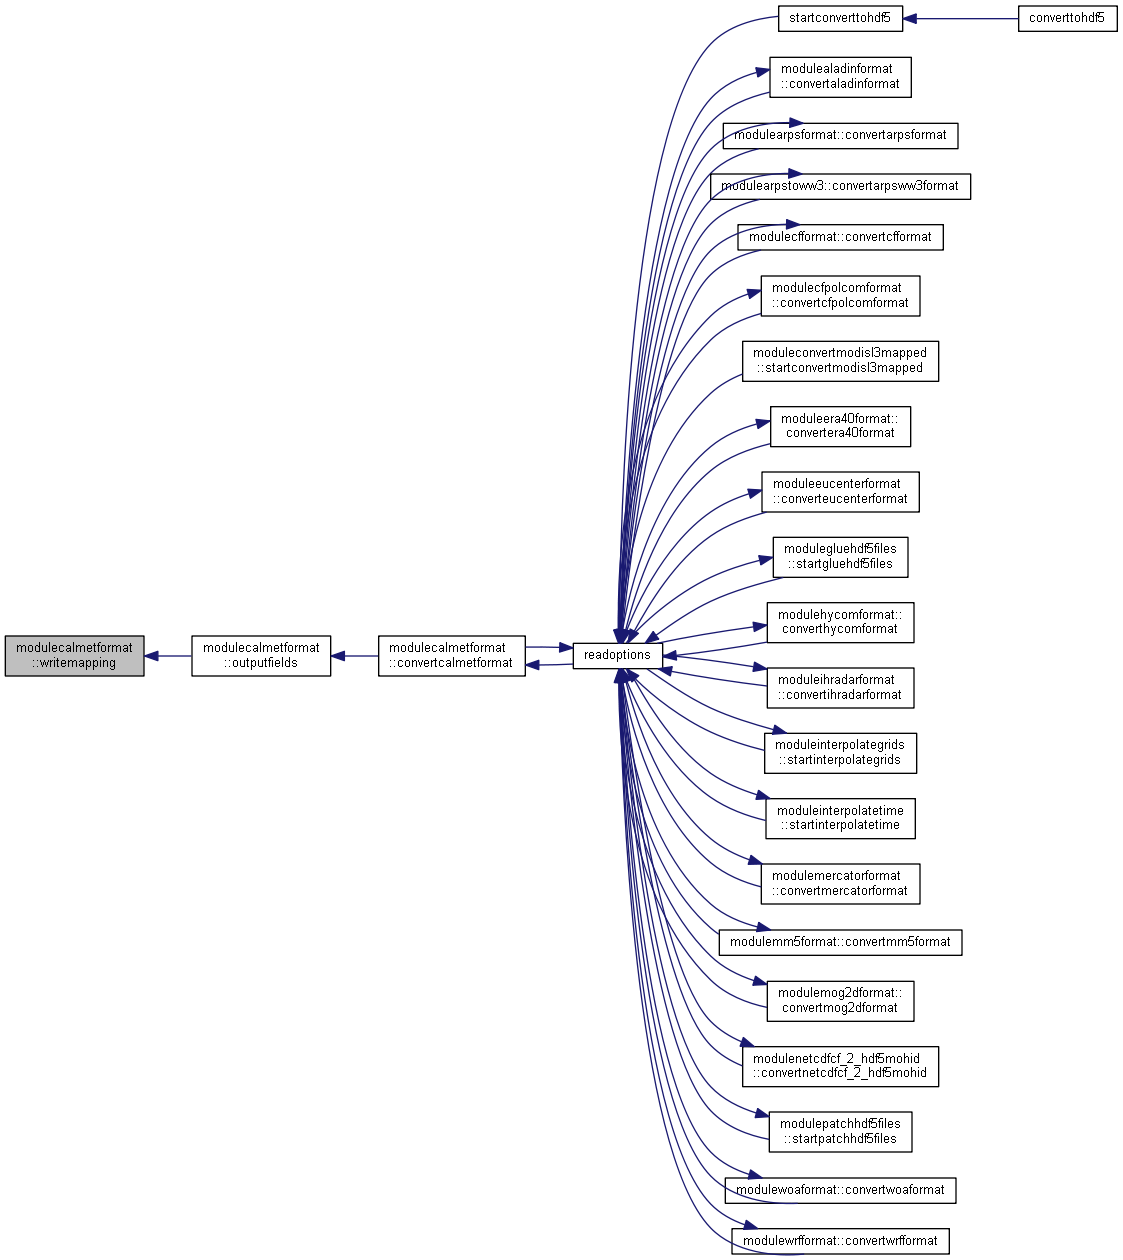 startconverttohdf5
converttohdf5
modulealadinformat
::convertaladinformat
modulearpsformat::convertarpsformat
modulearpstoww3::convertarpsww3format
modulecfformat::convertcfformat
modulecfpolcomformat
::convertcfpolcomformat
moduleconvertmodisl3mapped
::startconvertmodisl3mapped
moduleera40format::
convertera40format
moduleeucenterformat
::converteucenterformat
modulegluehdf5files
::startgluehdf5files
modulehycomformat::
converthycomformat
modulecalmetformat
::writemapping
modulecalmetformat
::outputfields
modulecalmetformat
::convertcalmetformat
readoptions
moduleihradarformat
::convertihradarformat
moduleinterpolategrids
::startinterpolategrids
moduleinterpolatetime
::startinterpolatetime
modulemercatorformat
::convertmercatorformat
modulemm5format::convertmm5format
modulemog2dformat::
convertmog2dformat
modulenetcdfcf_2_hdf5mohid
::convertnetcdfcf_2_hdf5mohid
modulepatchhdf5files
::startpatchhdf5files
modulewoaformat::convertwoaformat
modulewrfformat::convertwrfformat